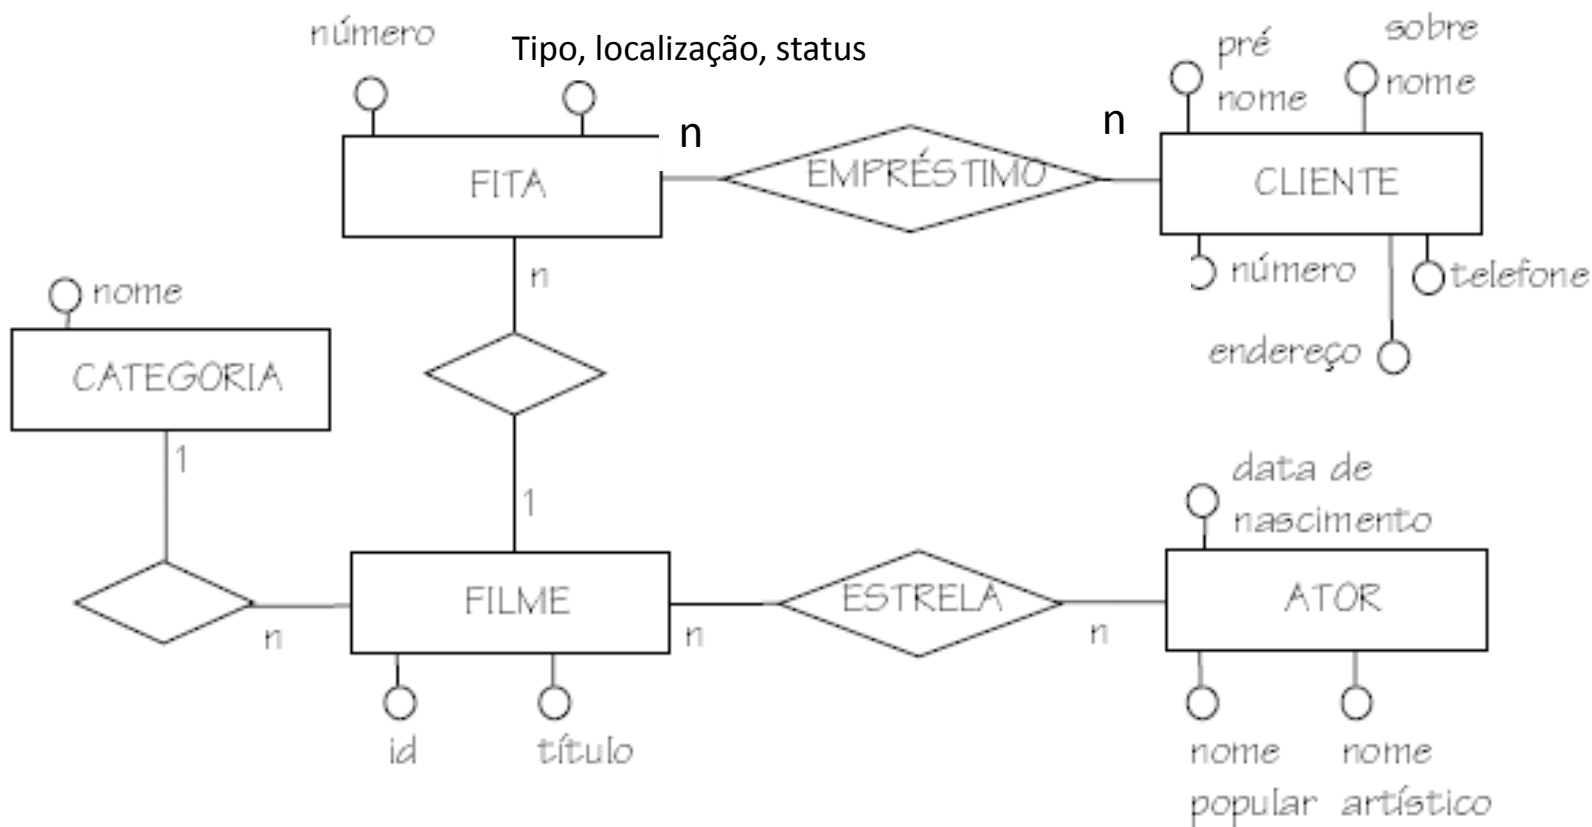 número
Tipo, localização, status
pré
nome
sobre
nome
n
n
FITA
EMPRÉSTIMO
CLIENTE
n
número
telefone
nome
endereço
CATEGORIA
1
1
data de
nascimento
FILME
ESTRELA
ATOR
n
n
n
id
título
nome
popular
nome
artístico